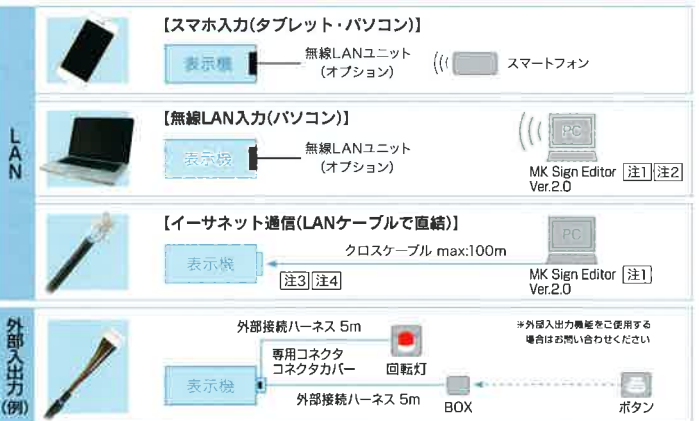 LAN
【スマホ入力(タブレット・パソコン)】
表示機
無線LANユニット
(オプション)
スマートフォン
【無線LAN入力(パソコン)】
表示機
無線LANユニット
(オプション)
PC
MK Sign Editor 注1 注2
Ver.2.0
【イーサネット通信(LANケーブルで直結)】
表示機
クロスケーブル max:100m
注3 注4
PC
MK Sign Editor 注1
Ver.2.0
外部入出力
(例)
外部接続ハーネス 5m
専用コネクタ
コネクタカバー
回転灯
表示機
外部接続ハーネス 5m
BOX
ボタン
※外部入出力機能をご使用する
場合はお問い合わせください